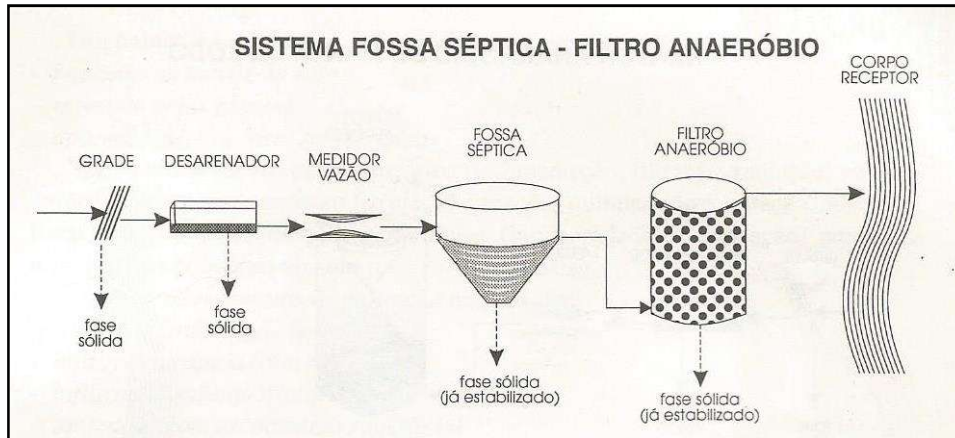 SISTEMA FOSSA SÉPTICA - FILTRO ANAERÓBIO
CORPO
RECEPTOR
GRADE
DESARENADOR
MEDIDOR
VAZÃO
FOSSA
SÉPTICA
FILTRO
ANAERÓBIO
fase
sólida
fase
sólida
fase sólida
(já estabilizado)
fase sólida
(já estabilizado)